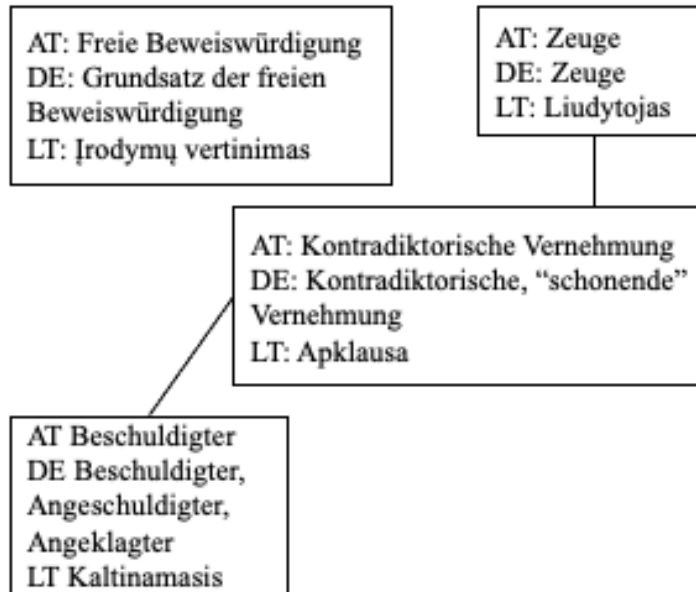 AT: Freie Beweiswürdigung
DE: Grundsatz der freien
Beweiswürdigung
LT: Įrodymų vertinimas
AT: Zeuge
DE: Zeuge
LT: Liudytojas
AT: Kontradiktorische Vernehmung
DE: Kontradiktorische, “schonende”
Vernehmung
LT: Apklausa
AT Beschuldigter
DE Beschuldigter,
Angeschuldigter,
Angeklagter
LT Kaltinamasis